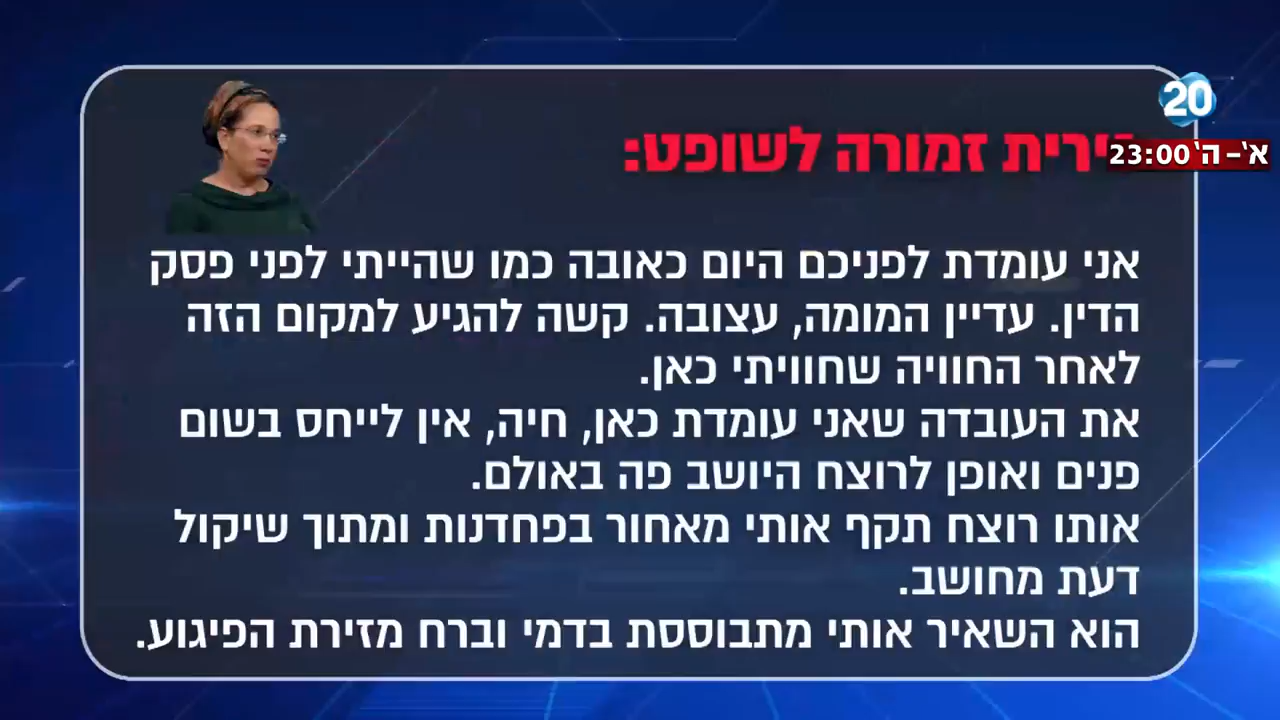 20
א'-ה' 23:00
זמורה לשופט:
אני עומדת לפניכם היום כאובה כמו שהייתי לפני פסק
הדין. עדיין המומה, עצובה. קשה להגיע למקום הזה
לאחר החוויה שחוויתי כאן.
את העובדה שאני עומדת כאן, חיה, אין לייחס בשום
פנים ואופן לרוצח היושב פה באולם.
אותו רוצח תקף אותי מאחור בפחדנות ומתוך שיקול
דעת מחושב.
הוא השאיר אותי מתבוססת בדמי וברח מזירת הפיגוע.